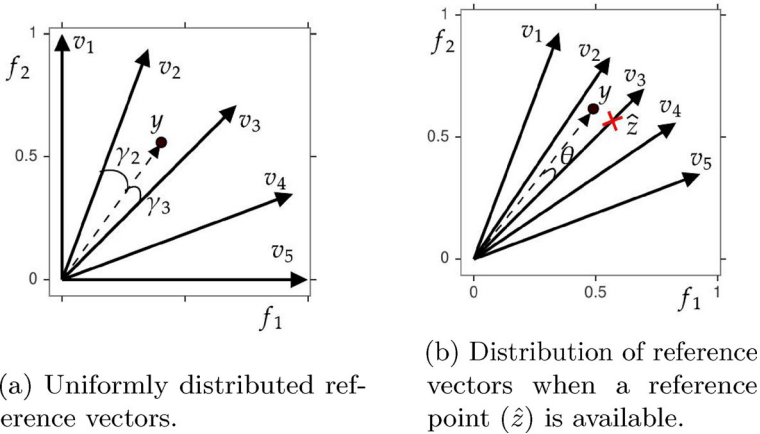 1
f₂
v₁
v₂
y
v₃
0.5
γ₂
γ₃
v₄
v₅
0
f₁
(a) Uniformly distributed ref-
erence vectors.
1
f₂
v₁
v₂
v₃
y
v₄
ẑ
0.5
θ
v₅
0
0 0.5 1
f₁
(b) Distribution of reference
vectors when a reference
point (ẑ) is available.